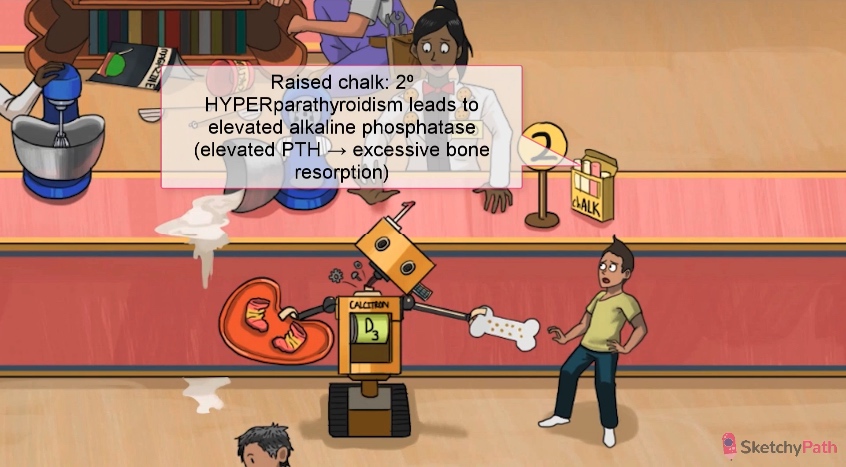 MAGAZINE
Raised chalk: 2º
HYPERparathyroidism leads to
elevated alkaline phosphatase
(elevated PTH → excessive bone
resorption)
2
chALK
CALCITRON
D3
SketchyPath